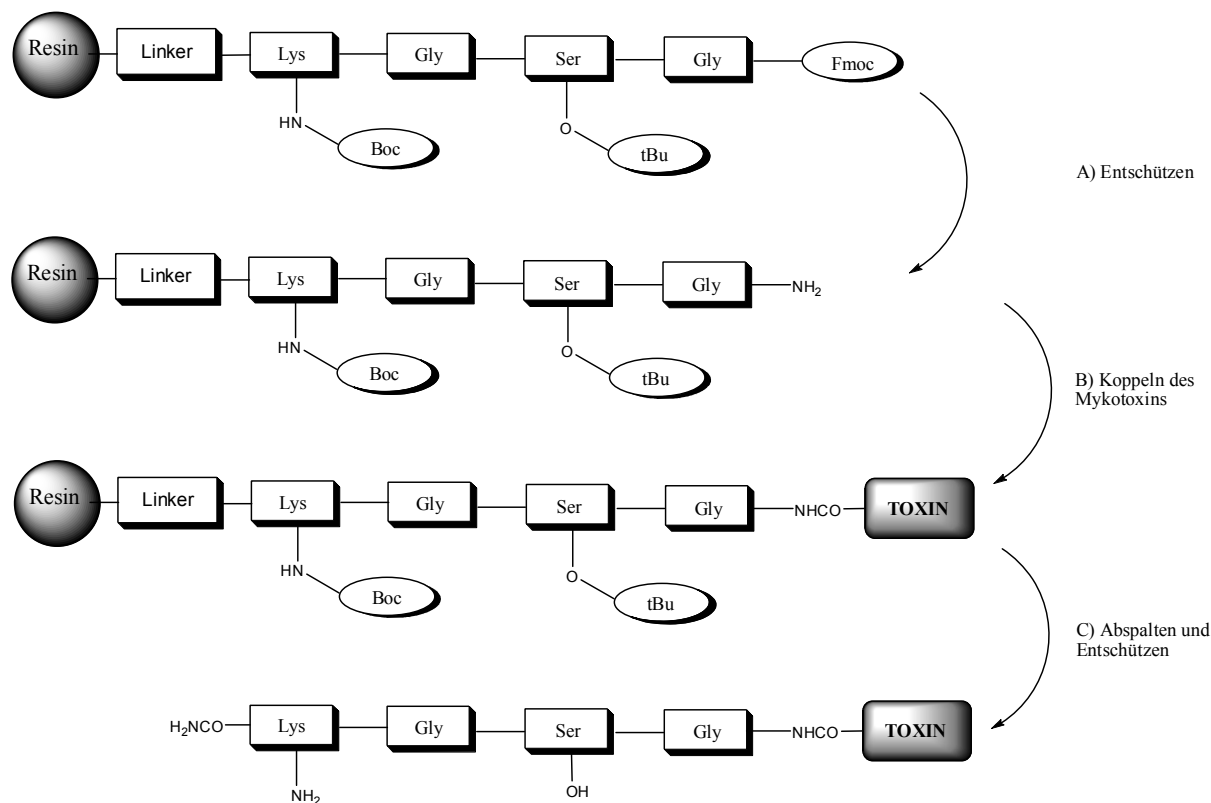 Resin Linker Lys Gly Ser Gly Fmoc
HN O
Boc tBu
A) Entschützen
Resin Linker Lys Gly Ser Gly NH2
HN O
Boc tBu
B) Koppeln des
Mykotoxins
Resin Linker Lys Gly Ser Gly NHCO TOXIN
HN O
Boc tBu
C) Abspalten und
Entschützen
H2NCO Lys Gly Ser Gly NHCO TOXIN
NH2 OH